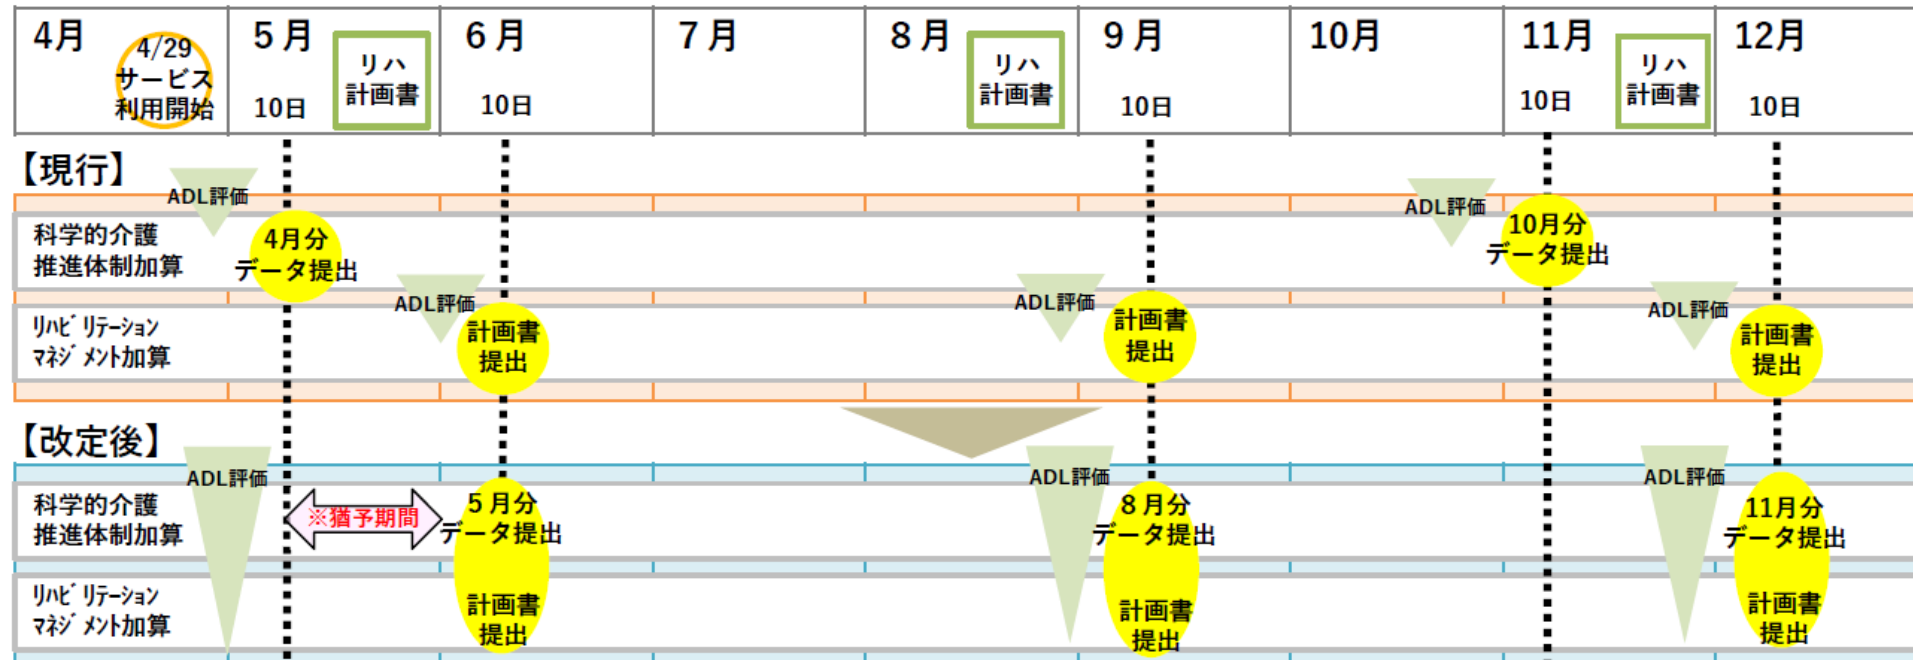 4月
4/29
サービス
利用開始
5月
10日
リハ
計画書
6月
10日
7月
8月
リハ
計画書
9月
10日
10月
11月
10日
リハ
計画書
12月
10日
【現行】
ADL評価
ADL評価
科学的介護
推進体制加算
4月分
データ提出
10月分
データ提出
ADL評価
ADL評価
ADL評価
リハビリテーション
マネジメント加算
計画書
提出
計画書
提出
計画書
提出
【改定後】
ADL評価
ADL評価
ADL評価
科学的介護
推進体制加算
※猶予期間
5月分
データ提出
8月分
データ提出
11月分
データ提出
リハビリテーション
マネジメント加算
計画書
提出
計画書
提出
計画書
提出